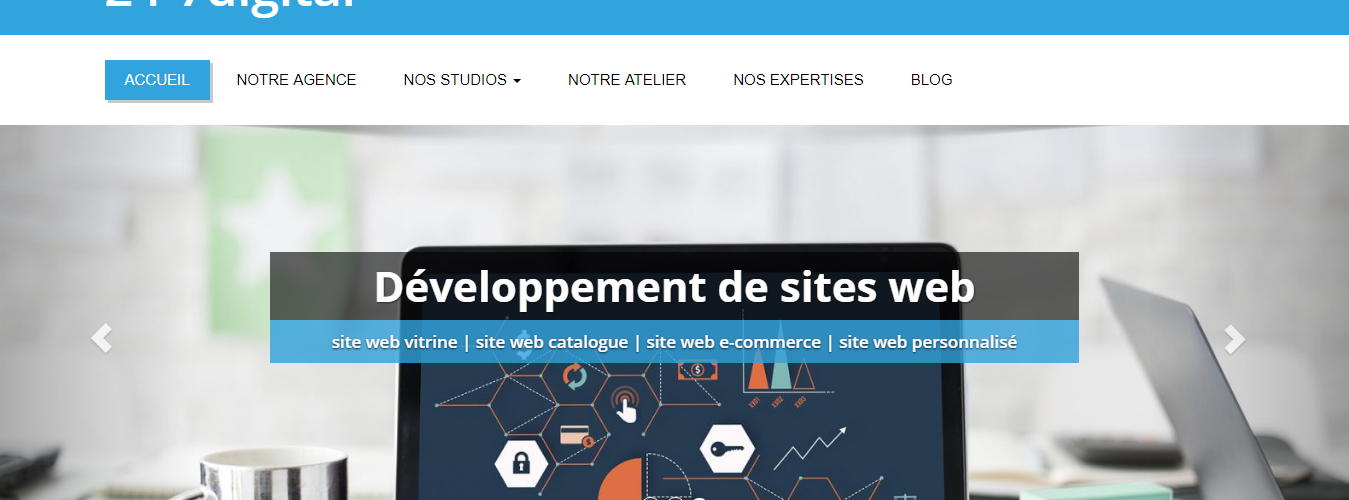 ACCUEIL NOTRE AGENCE NOS STUDIOS NOTRE ATELIER NOS EXPERTISES BLOG
Développement de sites web
site web vitrine | site web catalogue | site web e-commerce | site web personnalisé